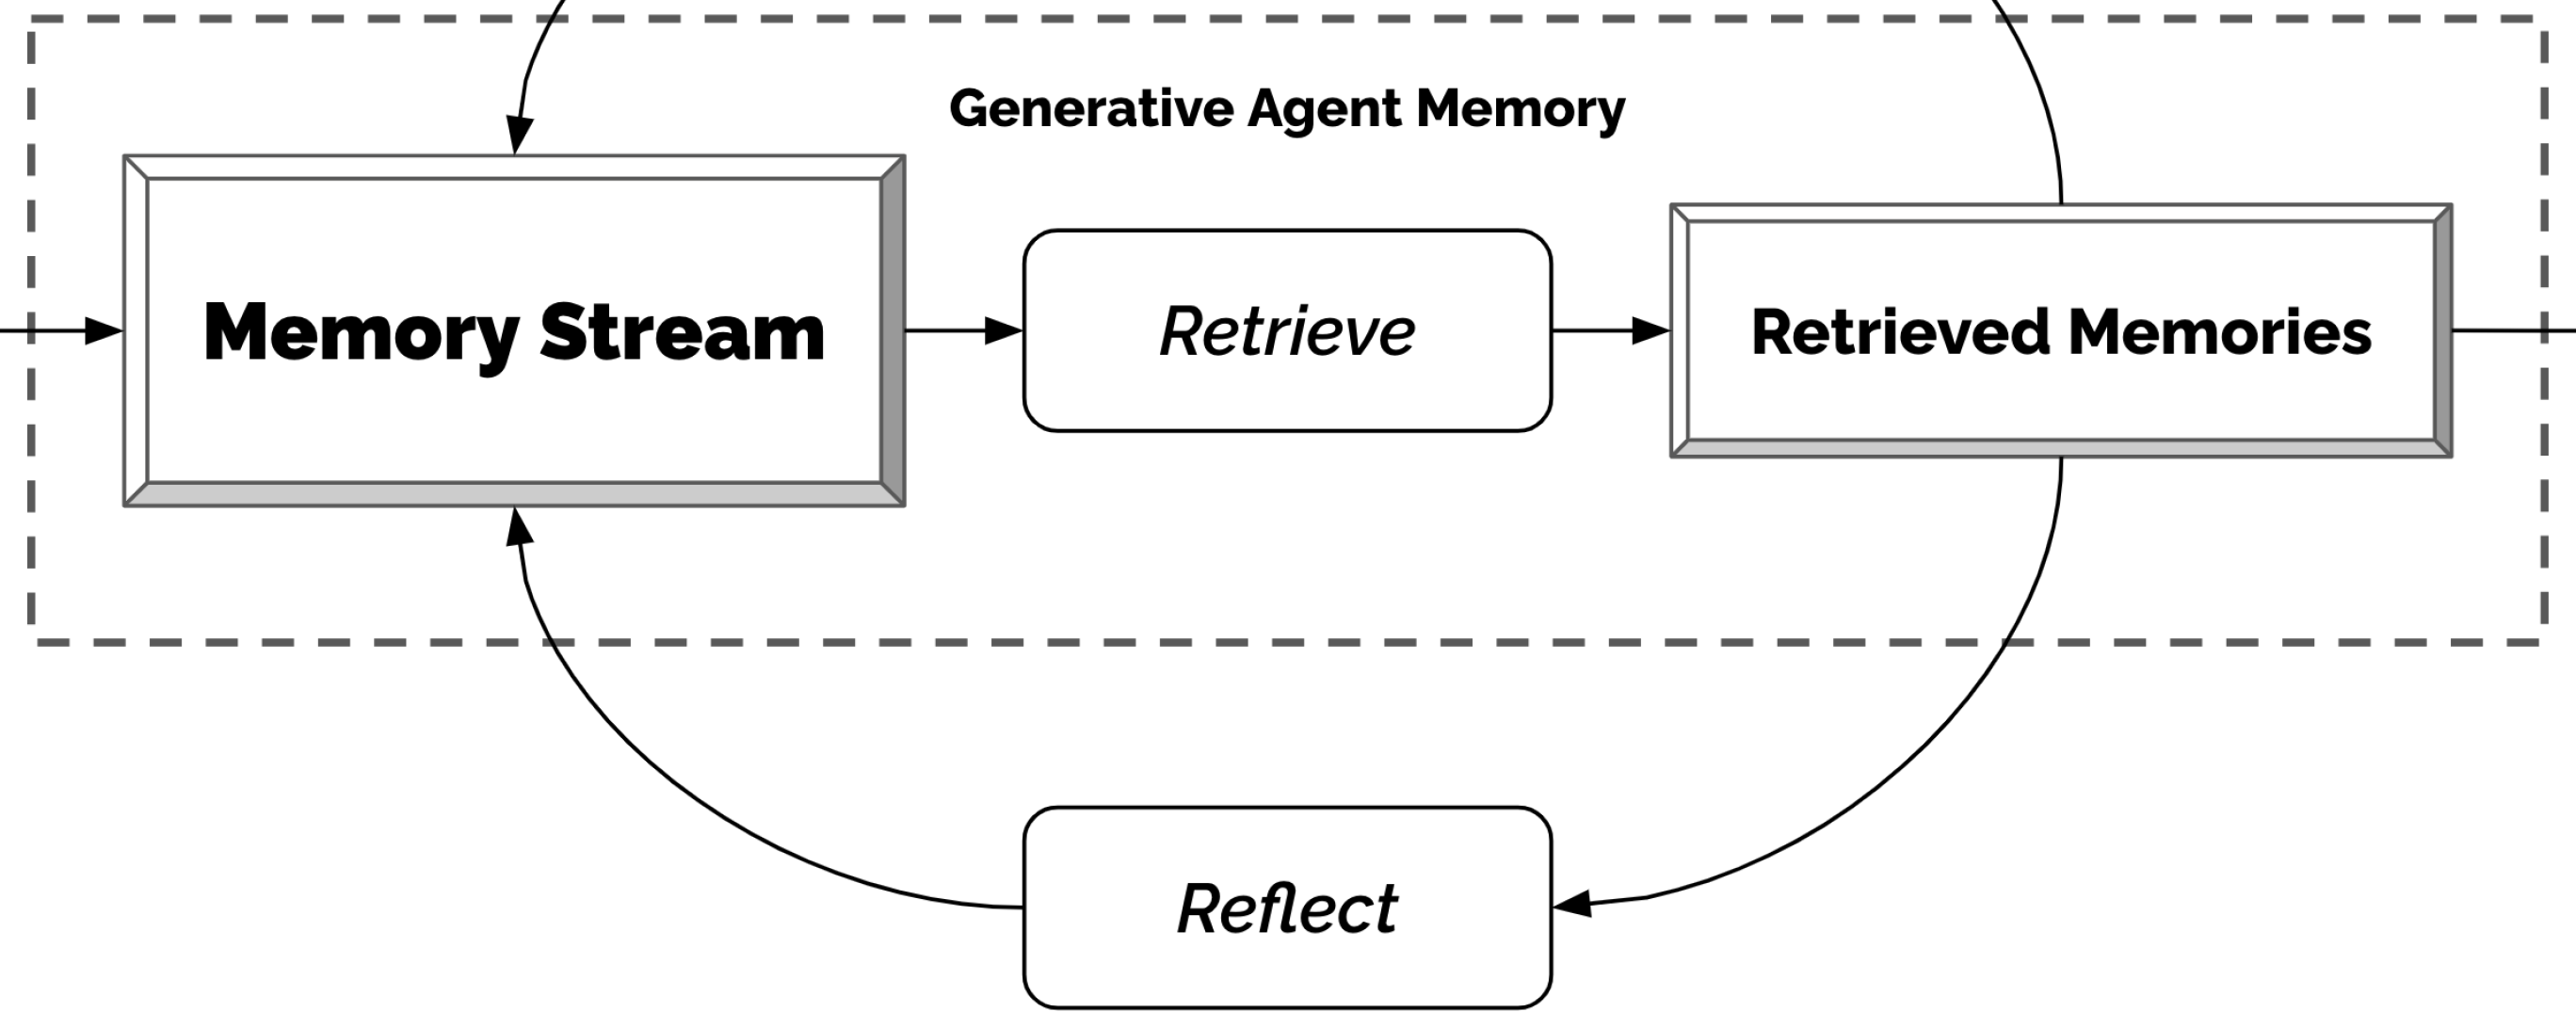 Generative Agent Memory
Memory Stream
Retrieve
Retrieved Memories
Reflect